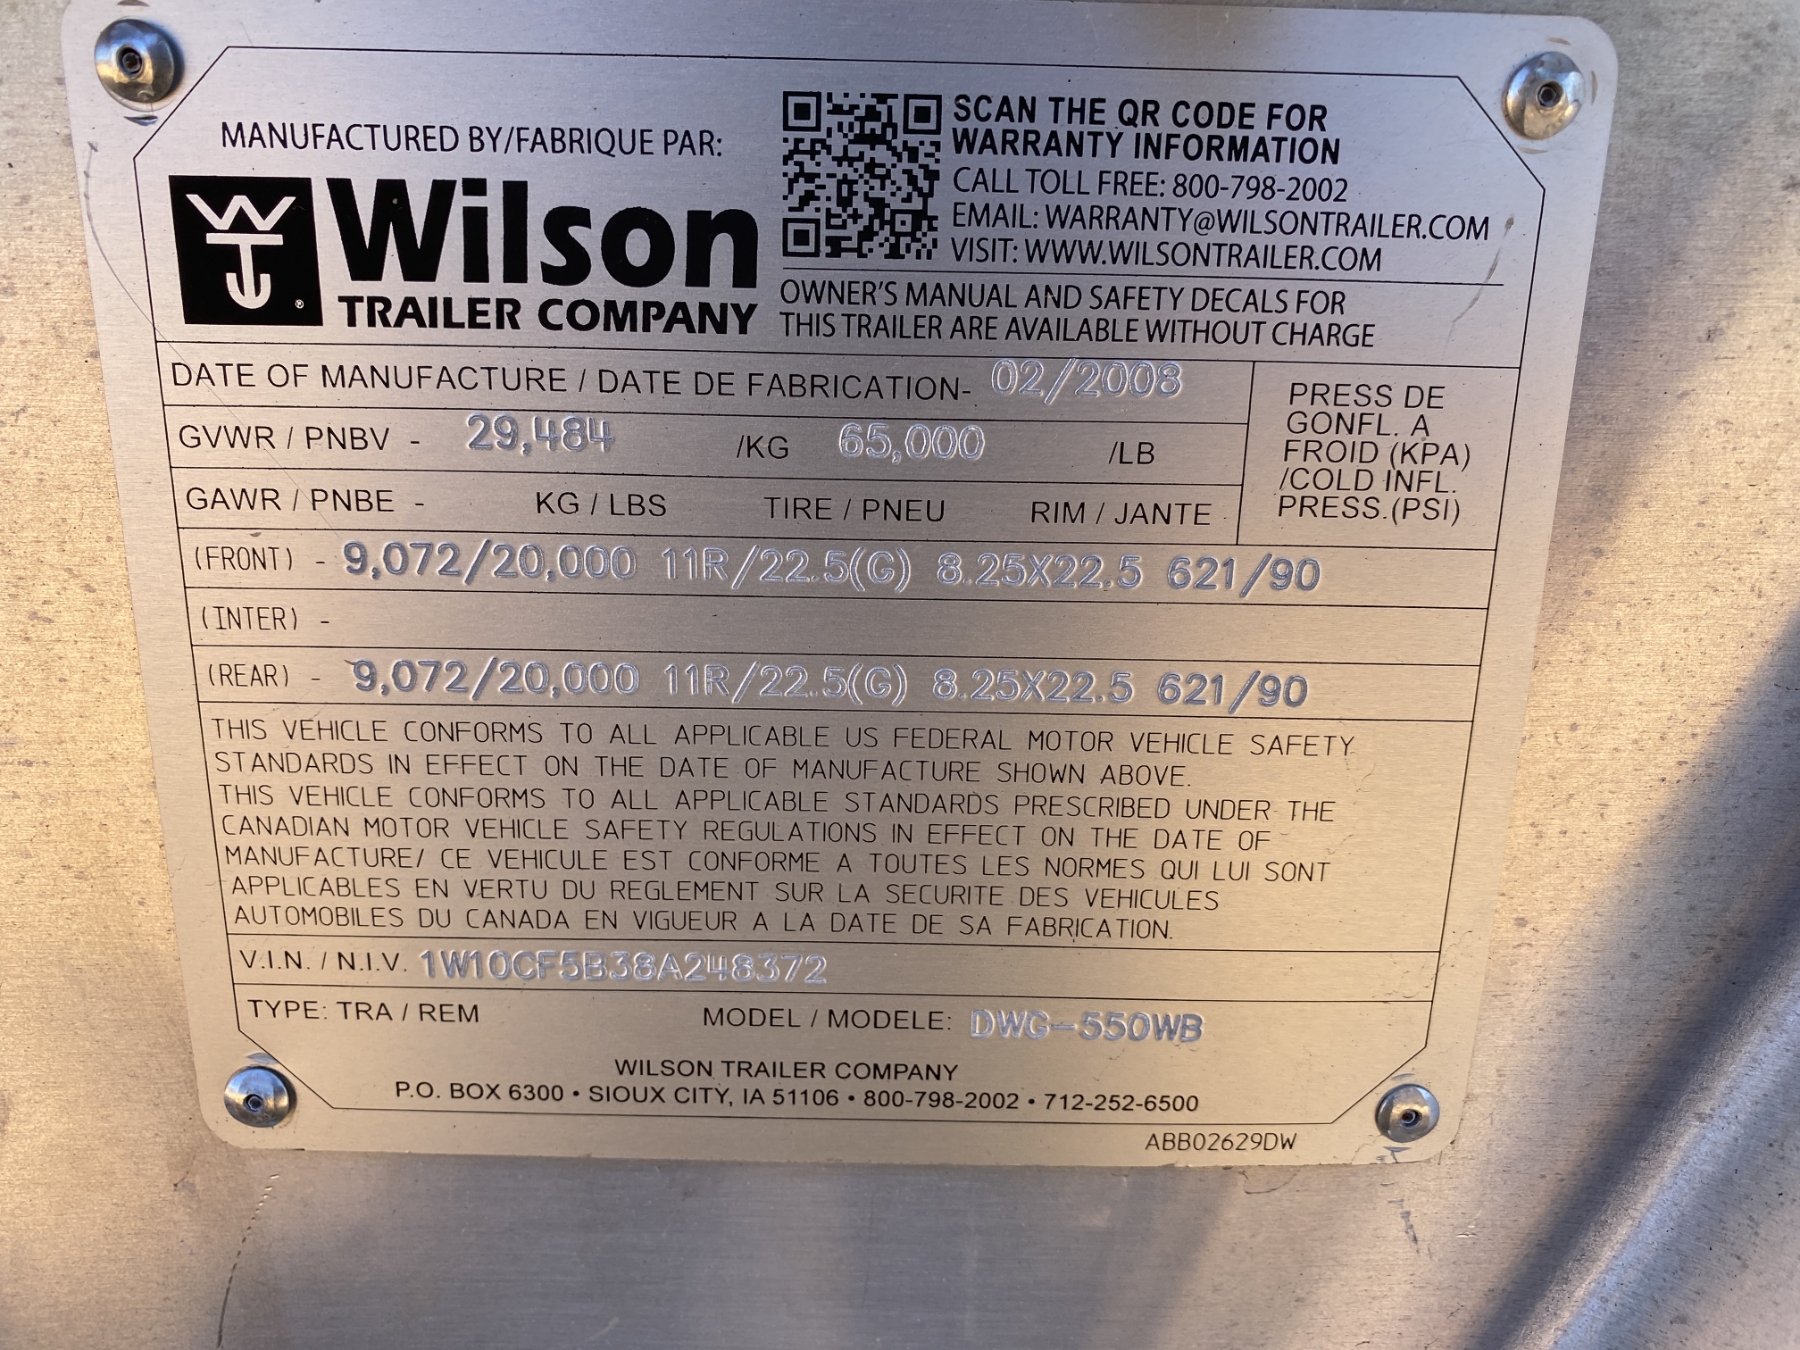 MANUFACTURED BY/FABRIQUE PAR:
WT
Wilson
®
TRAILER COMPANY
SCAN THE QR CODE FOR
WARRANTY INFORMATION
CALL TOLL FREE: 800-798-2002
EMAIL: WARRANTY@WILSONTRAILER.COM
VISIT: WWW.WILSONTRAILER.COM
OWNER'S MANUAL AND SAFETY DECALS FOR
THIS TRAILER ARE AVAILABLE WITHOUT CHARGE
DATE OF MANUFACTURE / DATE DE FABRICATION- 02/2008
GVWR / PNBV - 29,484 /KG 65,000 /LB
GAWR / PNBE - KG / LBS TIRE / PNEU RIM / JANTE
PRESS DE
GONFL. A
FROID (KPA)
/COLD INFL.
PRESS.(PSI)
(FRONT) - 9,072/20,000 11R/22.5(G) 8.25X22.5 621/90
(INTER) -
(REAR) - 9,072/20,000 11R/22.5(G) 8.25X22.5 621/90
THIS VEHICLE CONFORMS TO ALL APPLICABLE US FEDERAL MOTOR VEHICLE SAFETY
STANDARDS IN EFFECT ON THE DATE OF MANUFACTURE SHOWN ABOVE.
THIS VEHICLE CONFORMS TO ALL APPLICABLE STANDARDS PRESCRIBED UNDER THE
CANADIAN MOTOR VEHICLE SAFETY REGULATIONS IN EFFECT ON THE DATE OF
MANUFACTURE/ CE VEHICULE EST CONFORME A TOUTES LES NORMES QUI LUI SONT
APPLICABLES EN VERTU DU REGLEMENT SUR LA SECURITE DES VEHICULES
AUTOMOBILES DU CANADA EN VIGUEUR A LA DATE DE SA FABRICATION.
V.I.N. / N.I.V. 1W10CF5B38A248372
TYPE: TRA / REM MODEL / MODELE: DWG-550WB
WILSON TRAILER COMPANY
P.O. BOX 6300 • SIOUX CITY, IA 51106 • 800-798-2002 • 712-252-6500
ABB02629DW